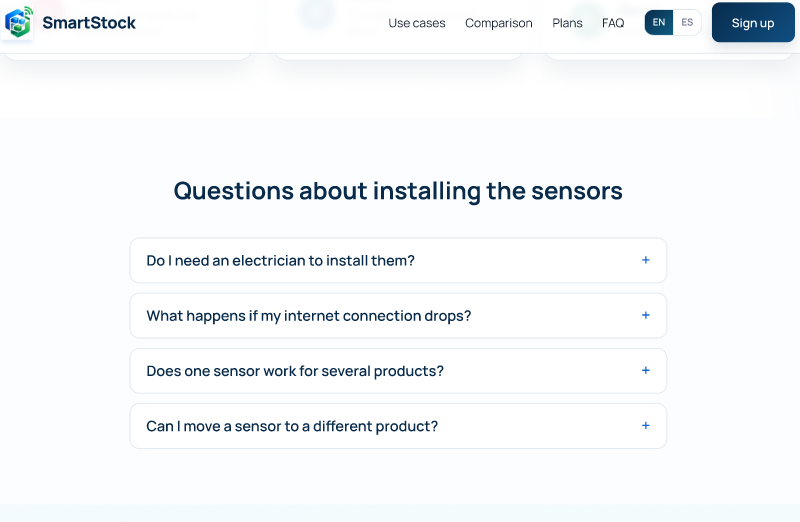 SmartStock
Use cases
Comparison
Plans
FAQ
EN
ES
Sign up
Questions about installing the sensors
Do I need an electrician to install them?
+
What happens if my internet connection drops?
+
Does one sensor work for several products?
+
Can I move a sensor to a different product?
+